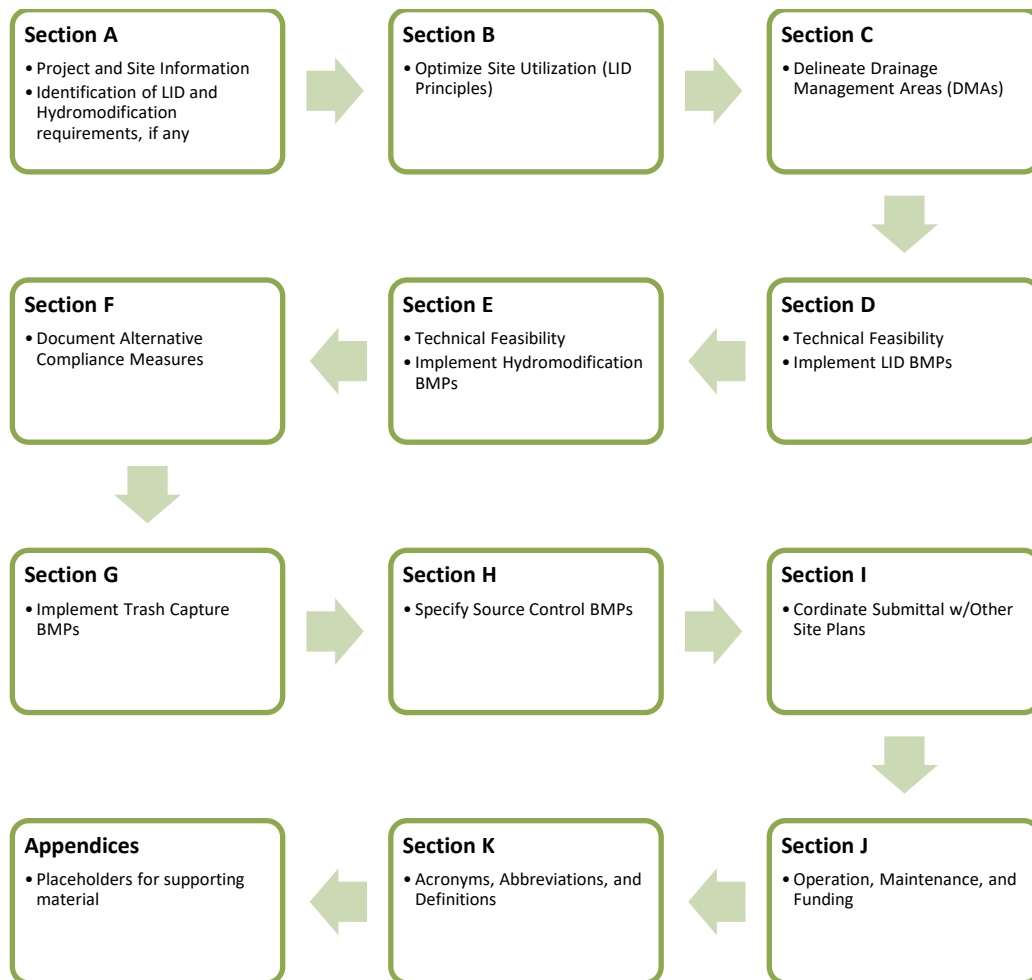 Section A
• Project and Site Information
• Identification of LID and
Hydromodification
requirements, if any
Section B
• Optimize Site Utilization (LID
Principles)
Section C
• Delineate Drainage
Management Areas (DMAs)
Section D
• Technical Feasibility
• Implement LID BMPs
Section E
• Technical Feasibility
• Implement Hydromodification
BMPs
Section F
• Document Alternative
Compliance Measures
Section G
• Implement Trash Capture
BMPs
Section H
• Specify Source Control BMPs
Section I
• Cordinate Submittal w/Other
Site Plans
Section J
• Operation, Maintenance, and
Funding
Section K
• Acronyms, Abbreviations, and
Definitions
Appendices
• Placeholders for supporting
material